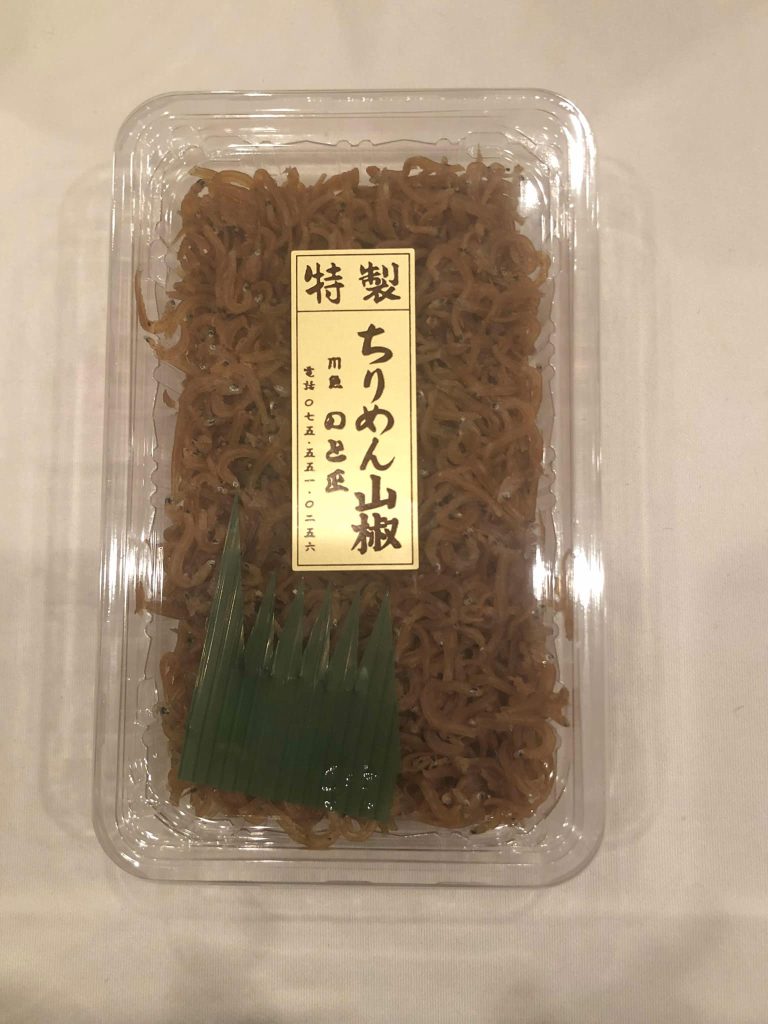 特製
ちりめん山椒
川魚 のと正
電話〇七五・五五一・〇二五六